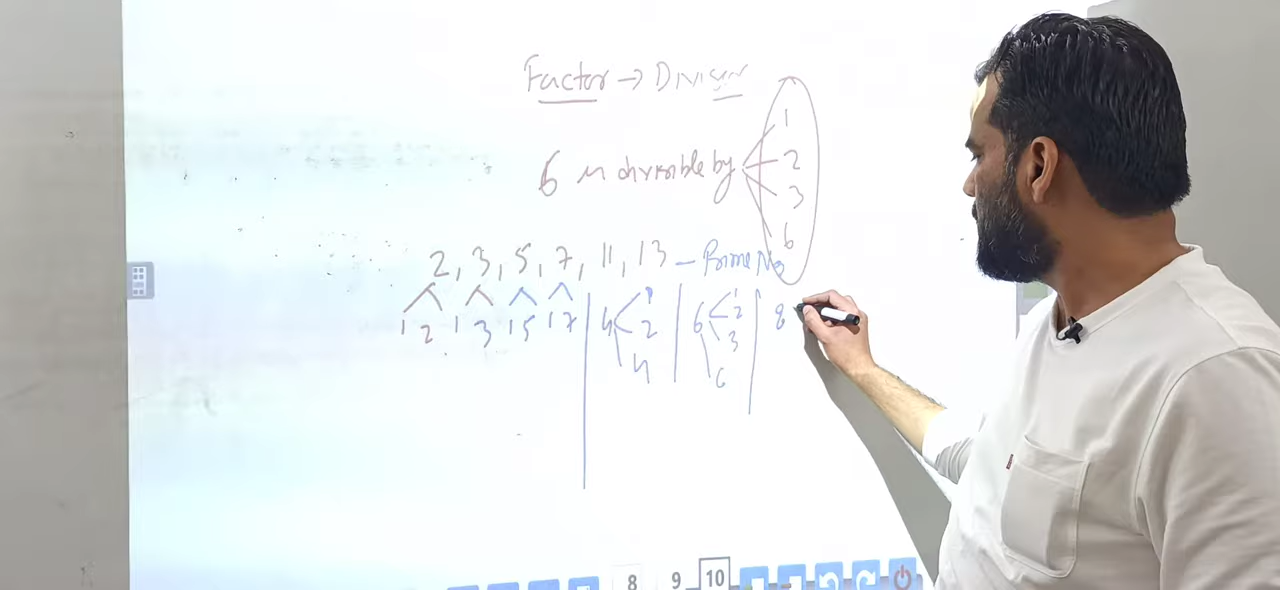 Factor → Divisor
6 is divisible by
1
2
3
6
2, 3, 5, 7, 11, 13 – Prime No
1 2 1 3 1 5 1 7
4 1 2 4
6 1 2 3 6
8
8 9 10